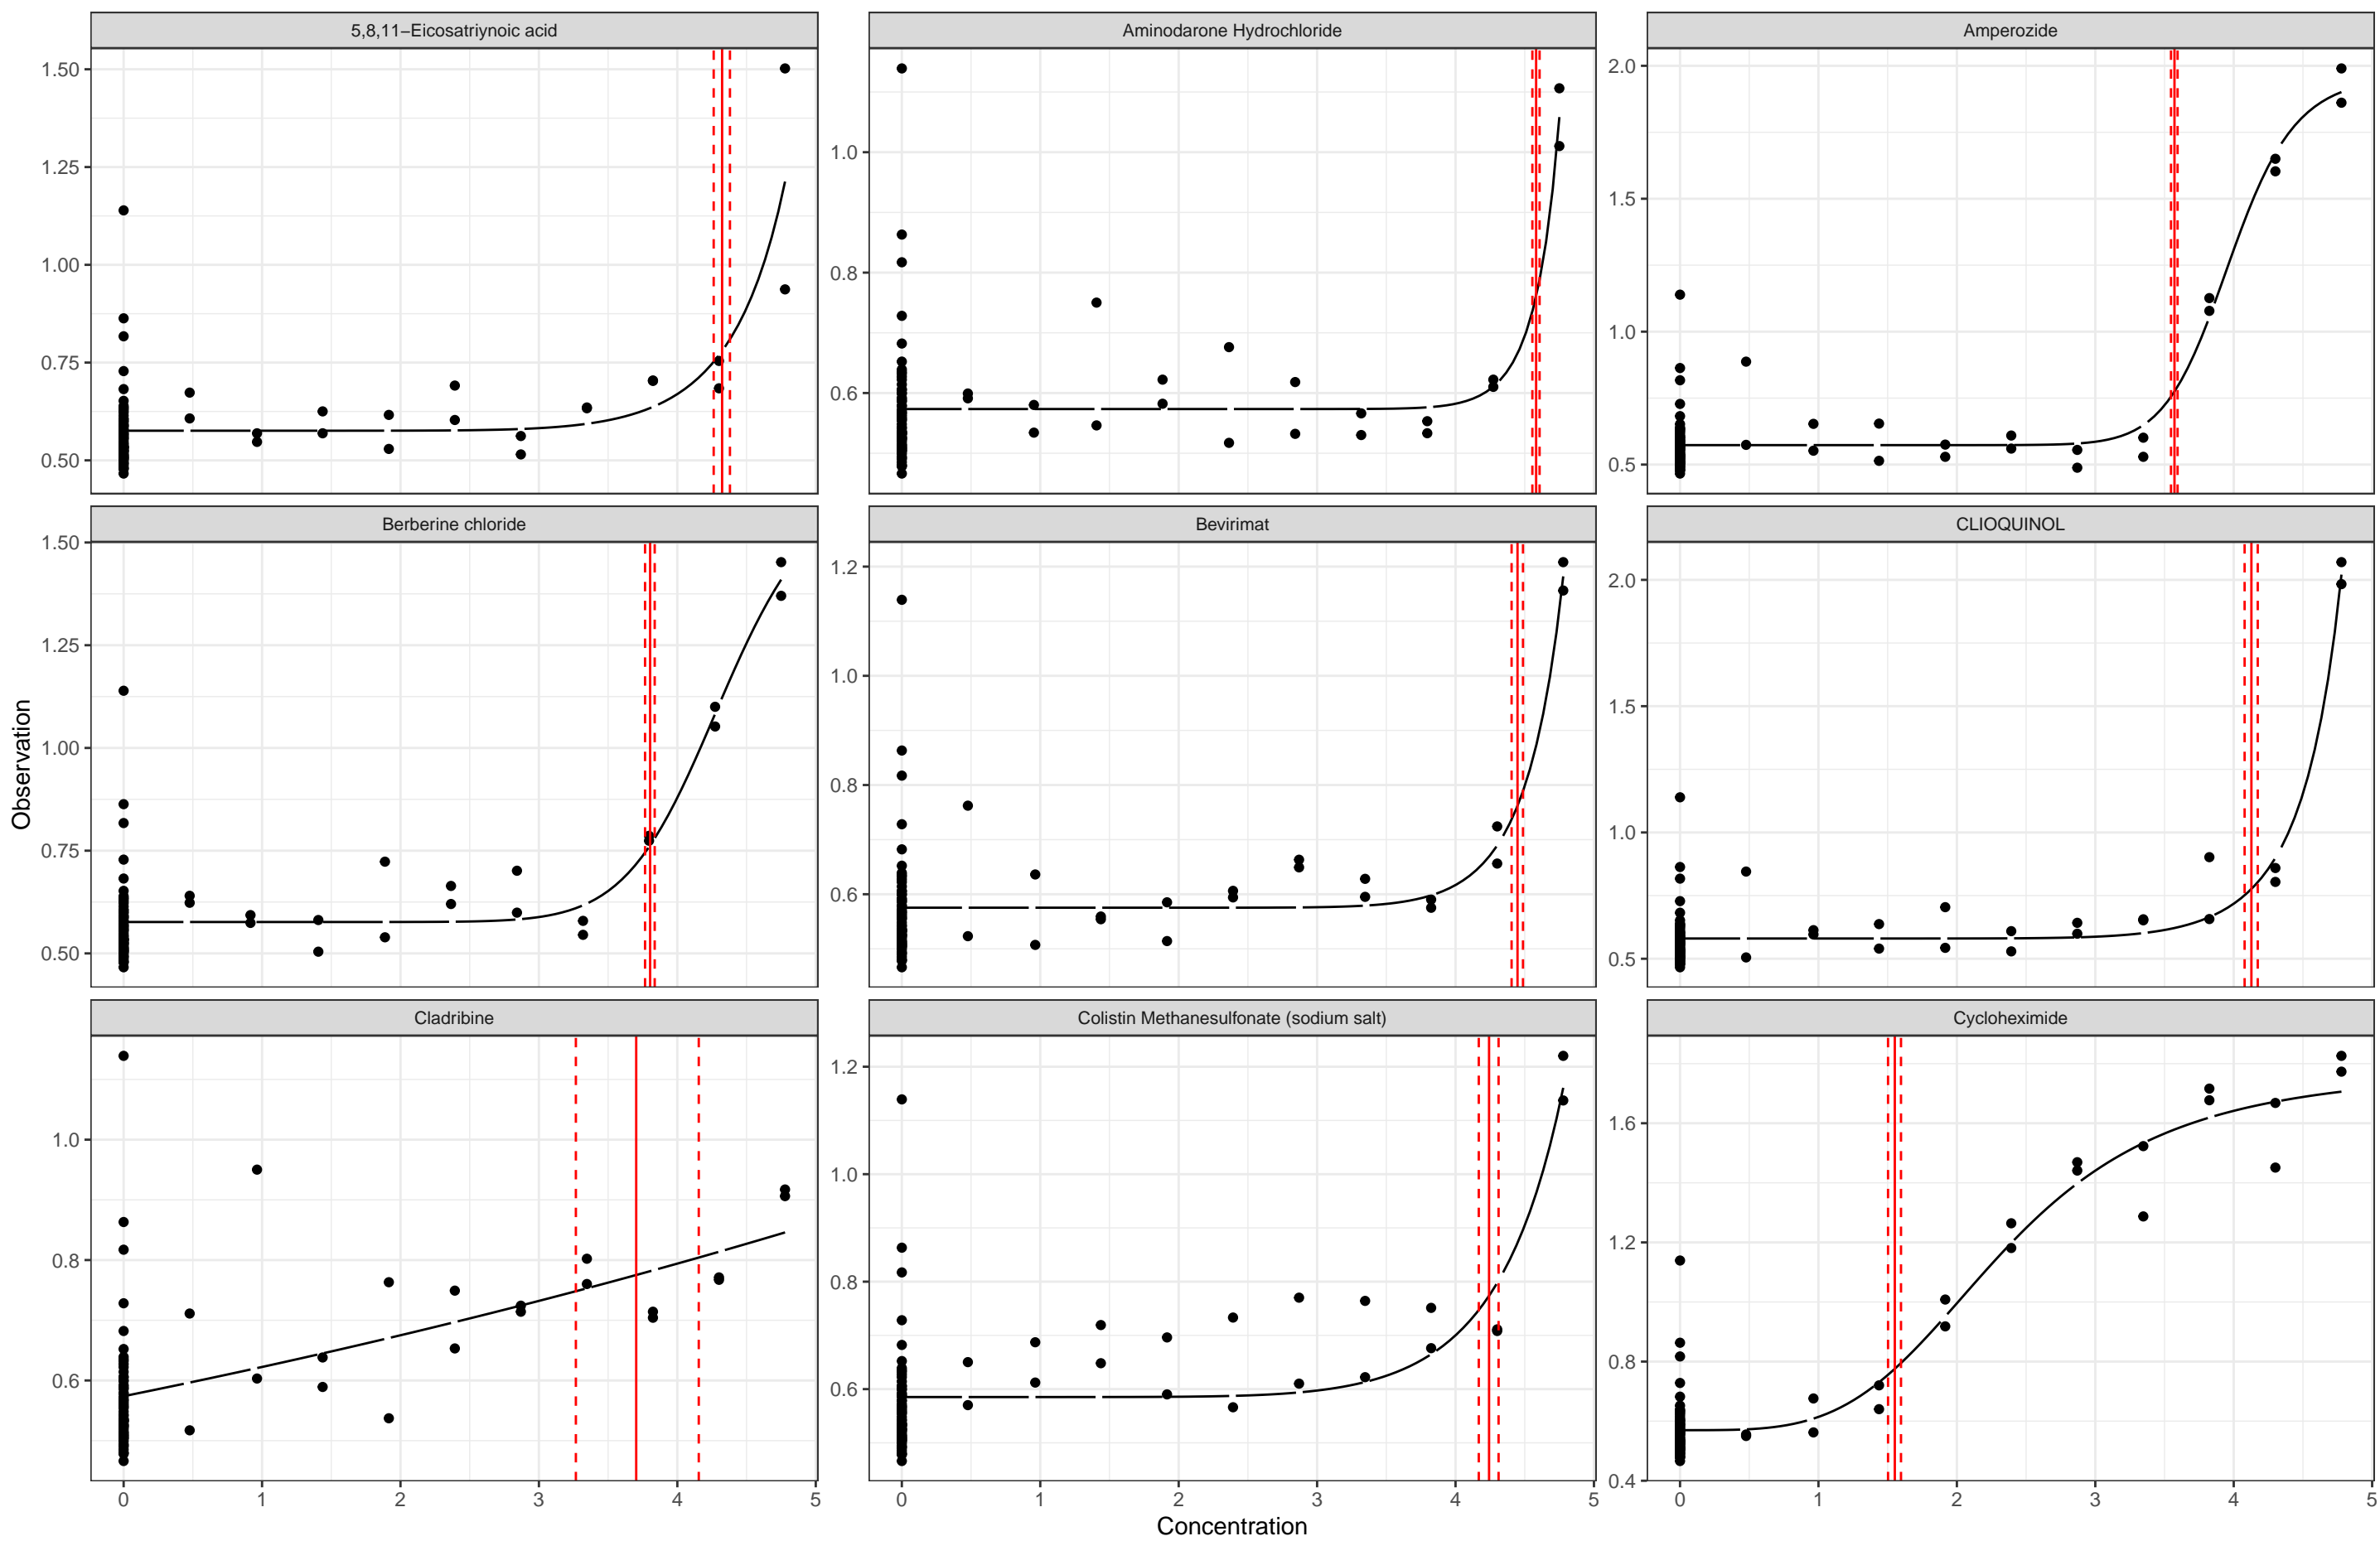 5,8,11−Eicosatriynoic acid
Aminodarone Hydrochloride
Amperozide
1.50
1.25
1.00
0.75
0.50
1.0
0.8
0.6
2.0
1.5
1.0
0.5
Berberine chloride
Bevirimat
CLIOQUINOL
1.50
1.25
1.00
0.75
0.50
1.2
1.0
0.8
0.6
2.0
1.5
1.0
0.5
Cladribine
Colistin Methanesulfonate (sodium salt)
Cycloheximide
1.0
0.8
0.6
1.2
1.0
0.8
0.6
1.6
1.2
0.8
0.4
0 1 2 3 4 5
0 1 2 3 4 5
0 1 2 3 4 5
Concentration
Observation